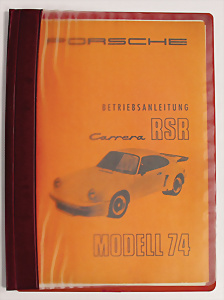 PORSCHE
BETRIEBSANLEITUNG
Carrera RSR
MODELL 74